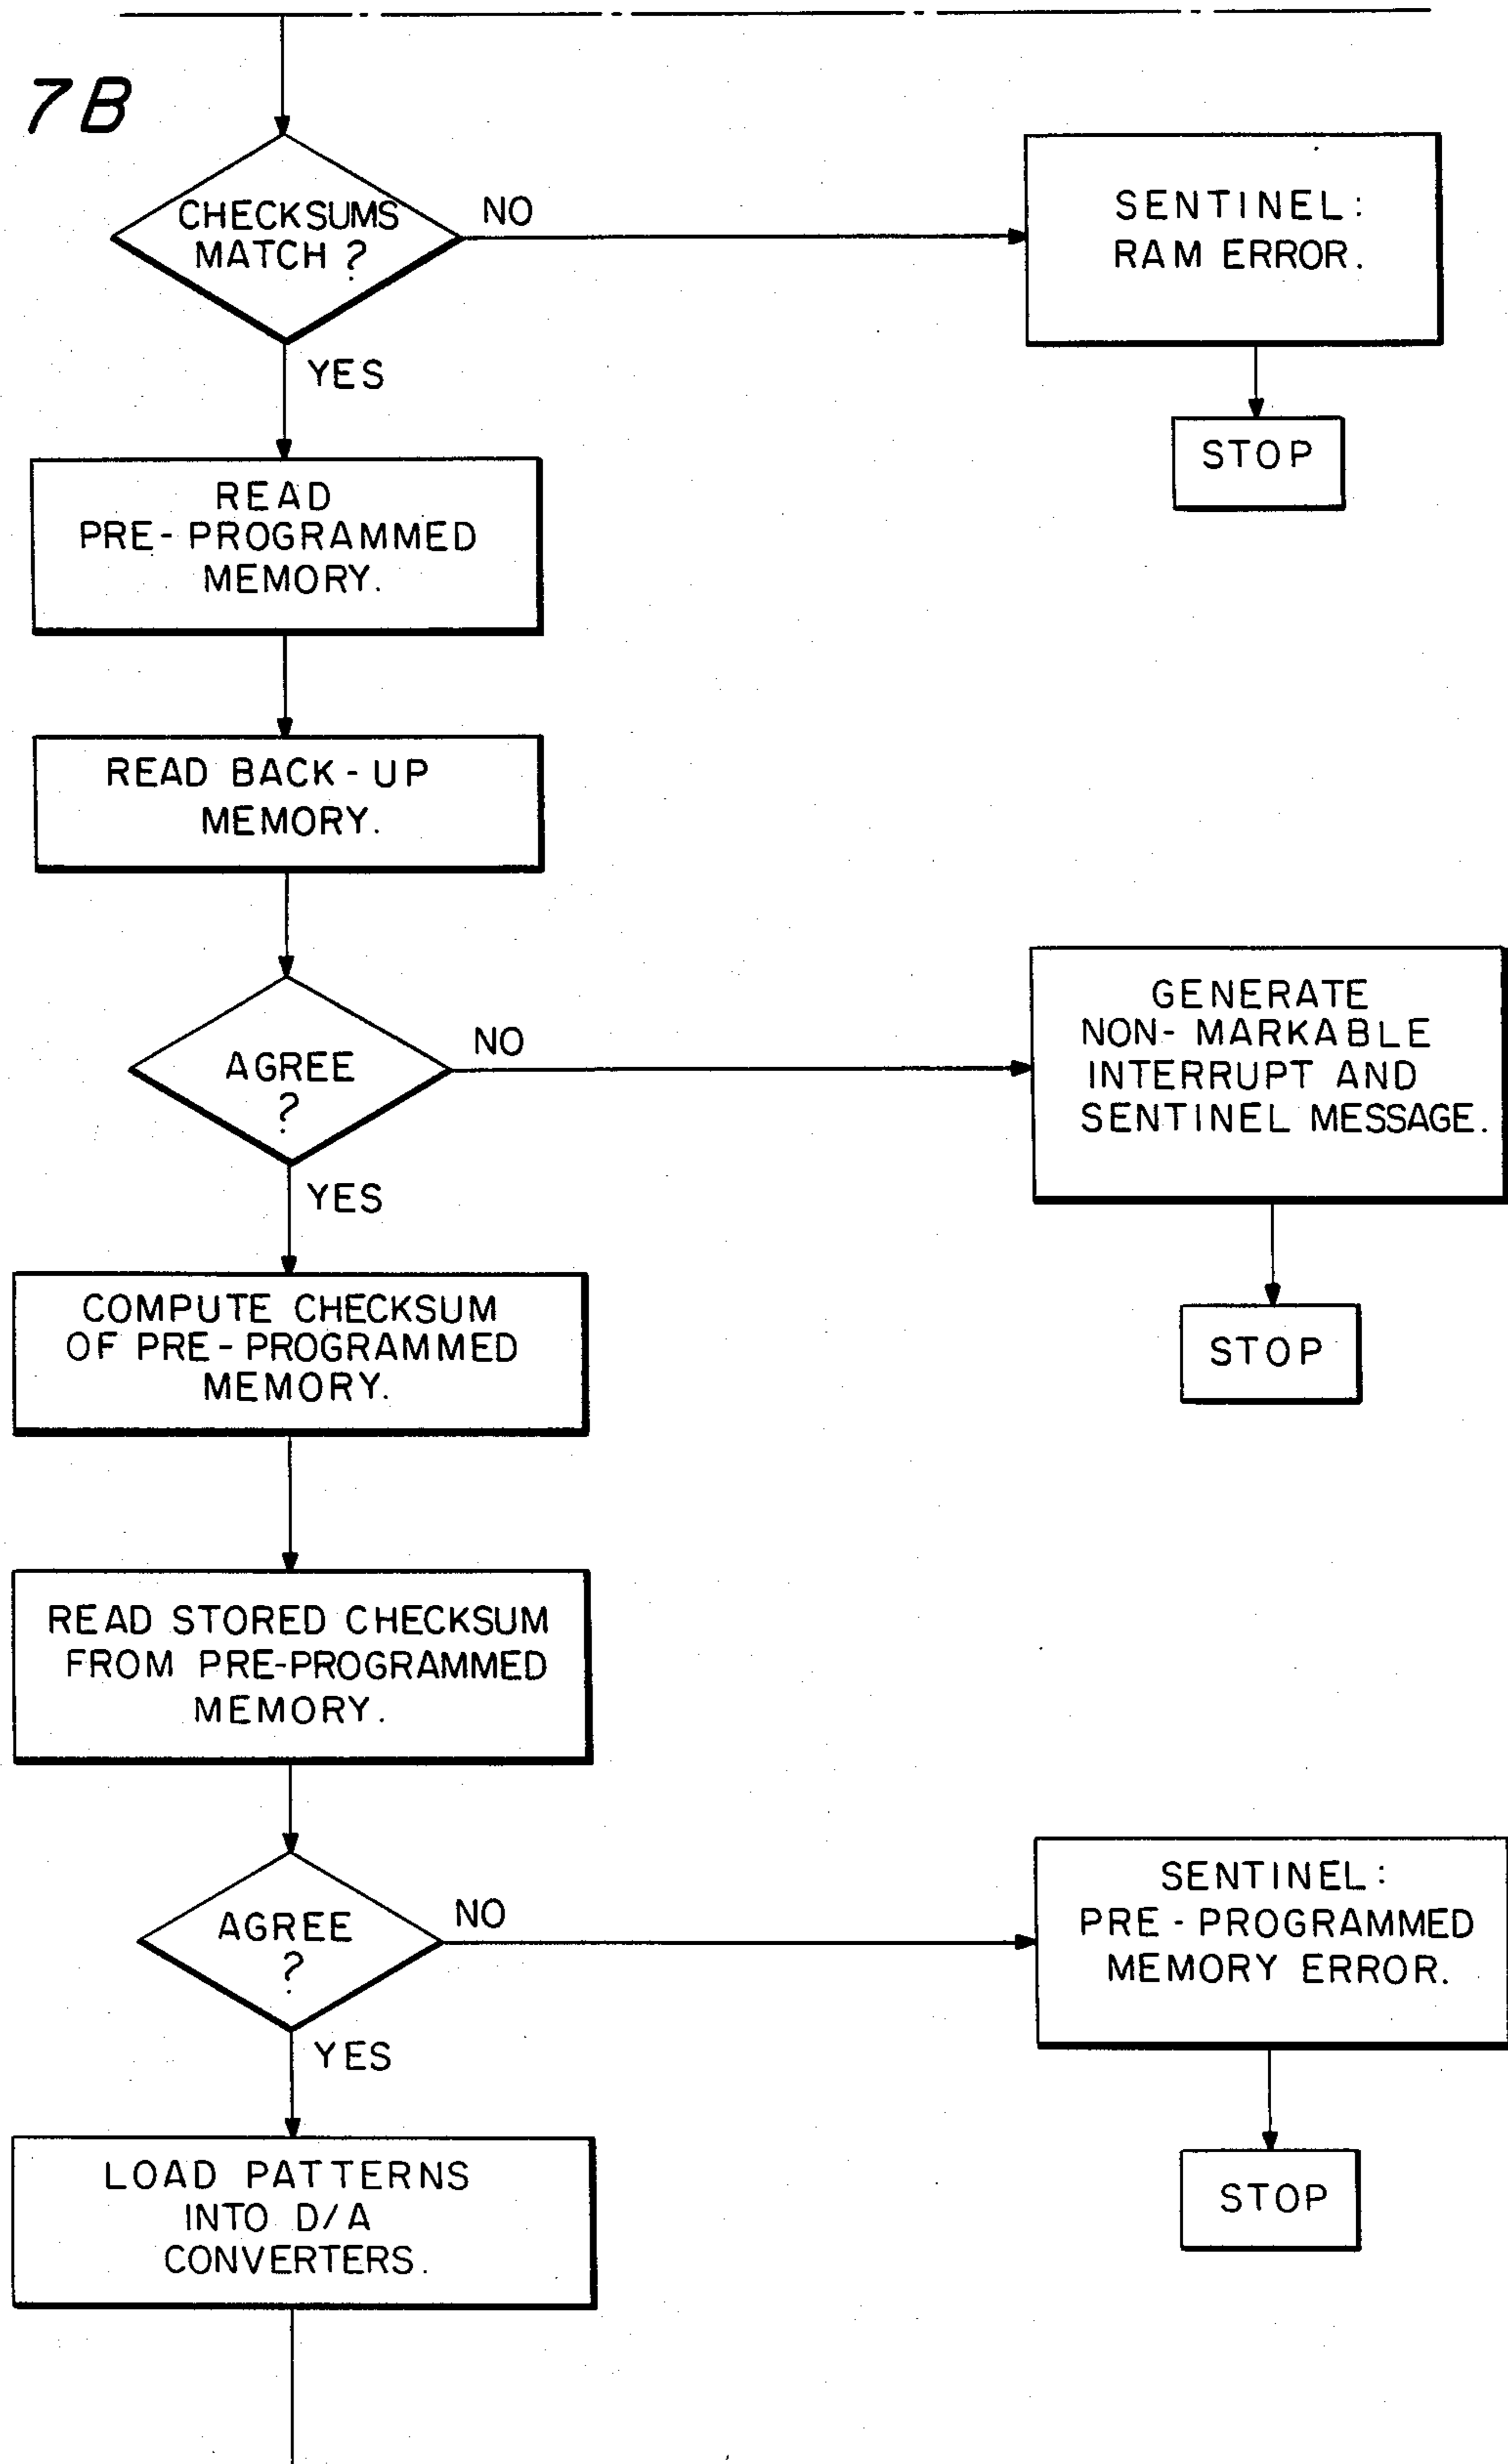 7B
CHECKSUMS
MATCH ?
NO
SENTINEL:
RAM ERROR.
YES
STOP
READ
PRE-PROGRAMMED
MEMORY.
READ BACK-UP
MEMORY.
AGREE
?
NO
GENERATE
NON-MARKABLE
INTERRUPT AND
SENTINEL MESSAGE.
YES
STOP
COMPUTE CHECKSUM
OF PRE-PROGRAMMED
MEMORY.
READ STORED CHECKSUM
FROM PRE-PROGRAMMED
MEMORY.
AGREE
?
NO
SENTINEL:
PRE-PROGRAMMED
MEMORY ERROR.
YES
STOP
LOAD PATTERNS
INTO D/A
CONVERTERS.